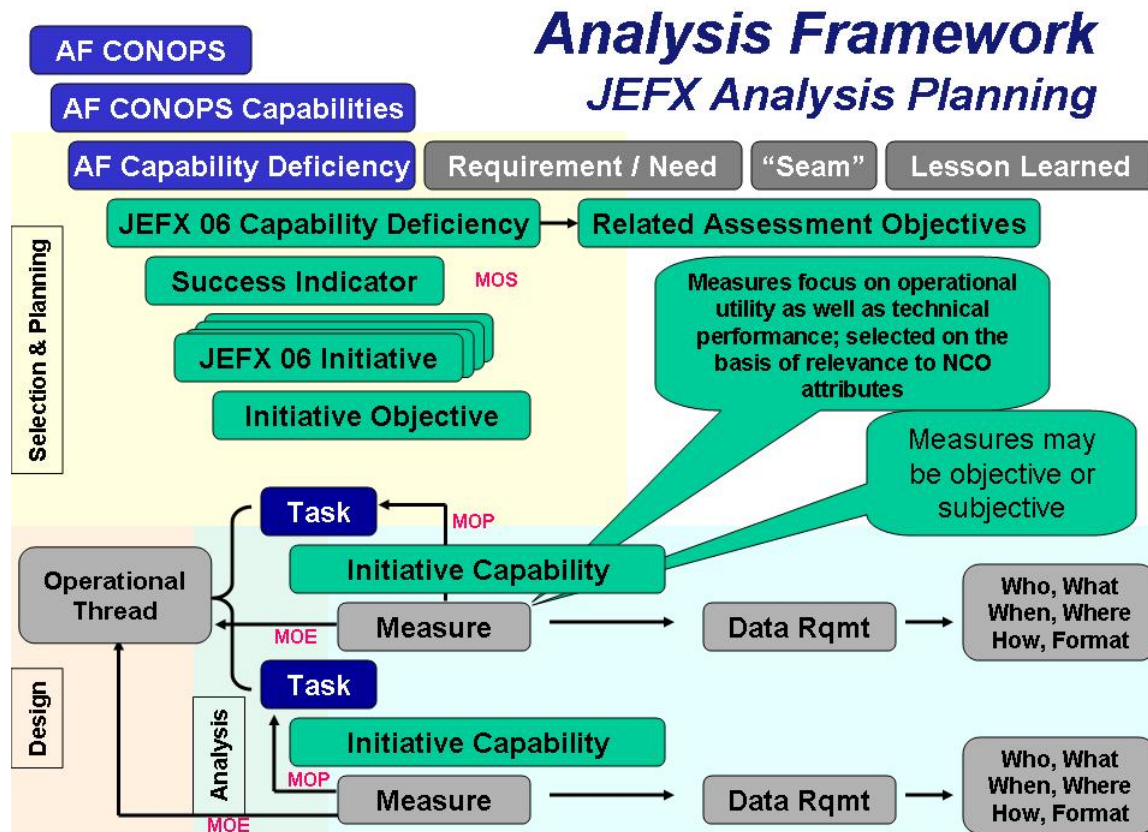 Analysis Framework
JEFX Analysis Planning
AF CONOPS
AF CONOPS Capabilities
AF Capability Deficiency
Requirement / Need
“Seam”
Lesson Learned
JEFX 06 Capability Deficiency
Related Assessment Objectives
Success Indicator
MOS
Measures focus on operational
utility as well as technical
performance; selected on the
basis of relevance to NCO
attributes
JEFX 06 Initiative
Initiative Objective
Selection & Planning
Measures may
be objective or
subjective
Task
MOP
Initiative Capability
Operational
Thread
MOE
Measure
Data Rqmt
Who, What
When, Where
How, Format
Task
Design
Analysis
Initiative Capability
MOP
Measure
Data Rqmt
Who, What
When, Where
How, Format
MOE